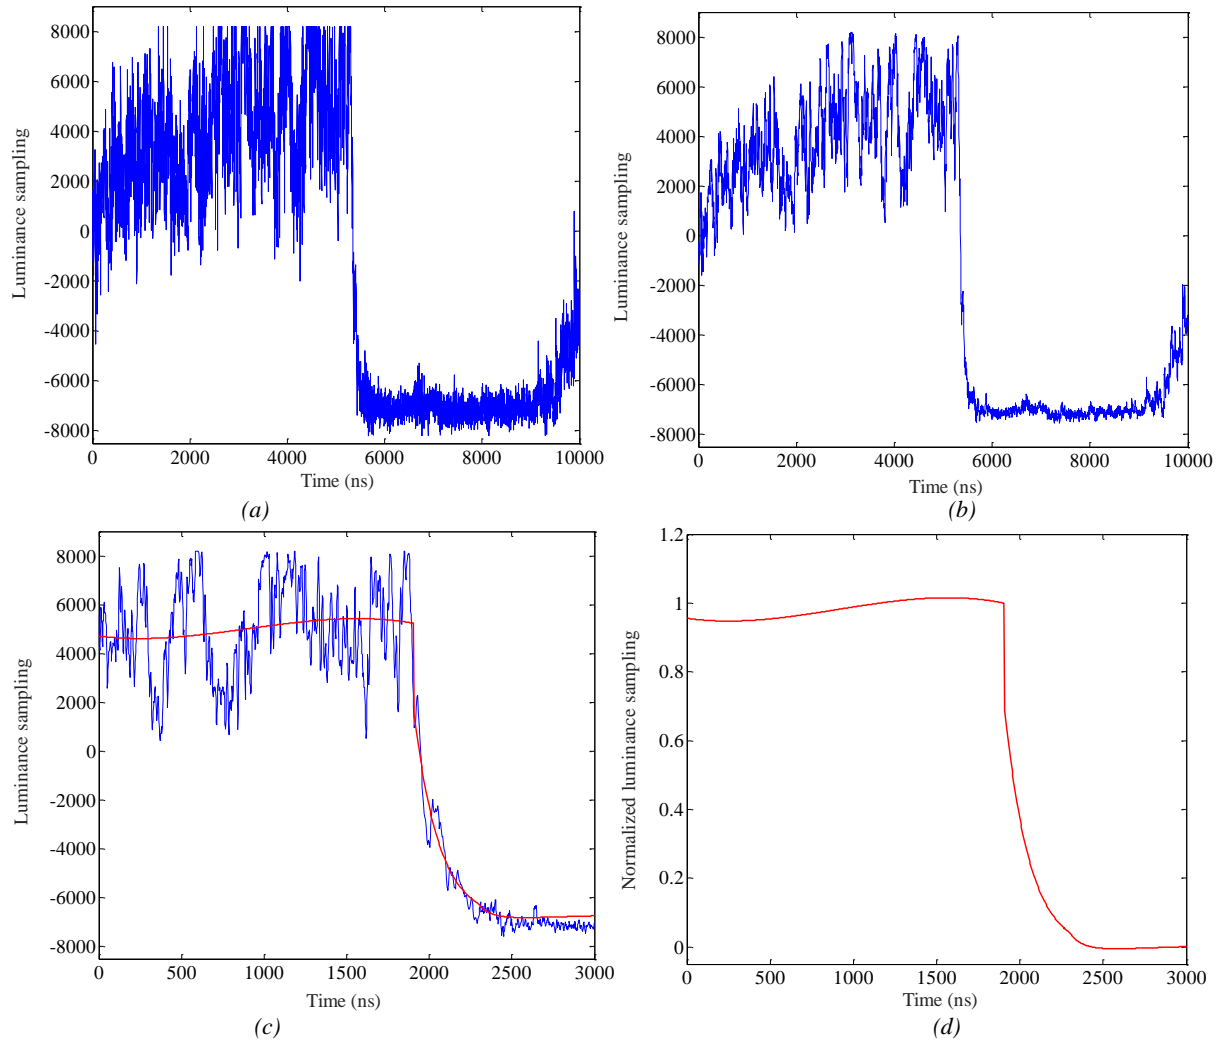 8000
6000
4000
2000
0
-2000
-4000
-6000
-8000
Luminance sampling
0 2000 4000 6000 8000 10000
Time (ns)
(a)
8000
6000
4000
2000
0
-2000
-4000
-6000
-8000
Luminance sampling
0 2000 4000 6000 8000 10000
Time (ns)
(b)
8000
6000
4000
2000
0
-2000
-4000
-6000
-8000
Luminance sampling
0 500 1000 1500 2000 2500 3000
Time (ns)
(c)
1.2
1
0.8
0.6
0.4
0.2
0
Normalized luminance sampling
0 500 1000 1500 2000 2500 3000
Time (ns)
(d)